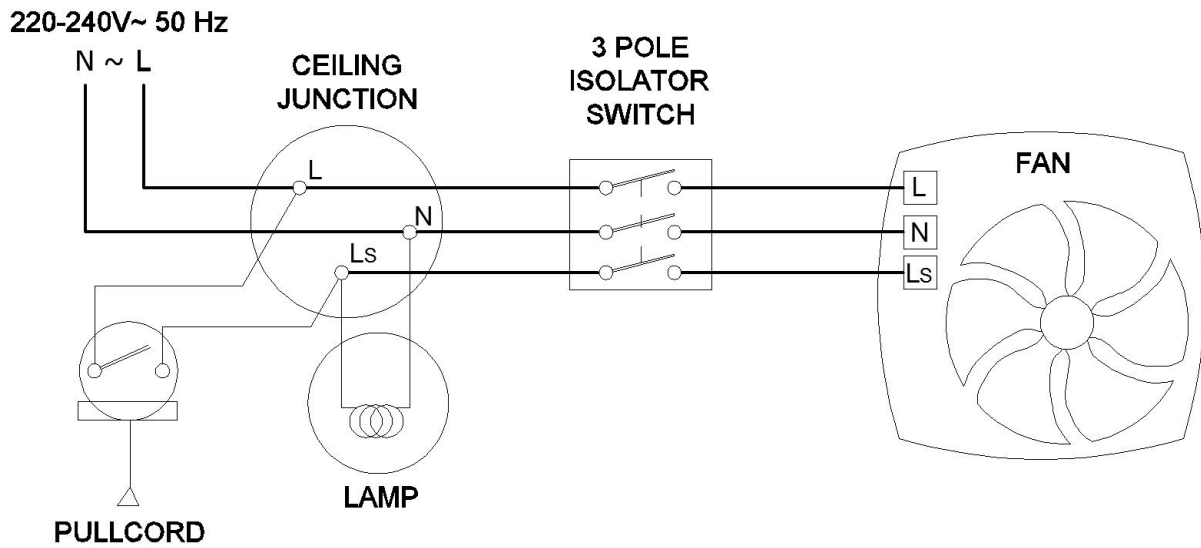 220-240V~ 50 Hz
N ~ L
CEILING
JUNCTION
3 POLE
ISOLATOR
SWITCH
FAN
L
N
Ls
L
N
Ls
LAMP
PULLCORD